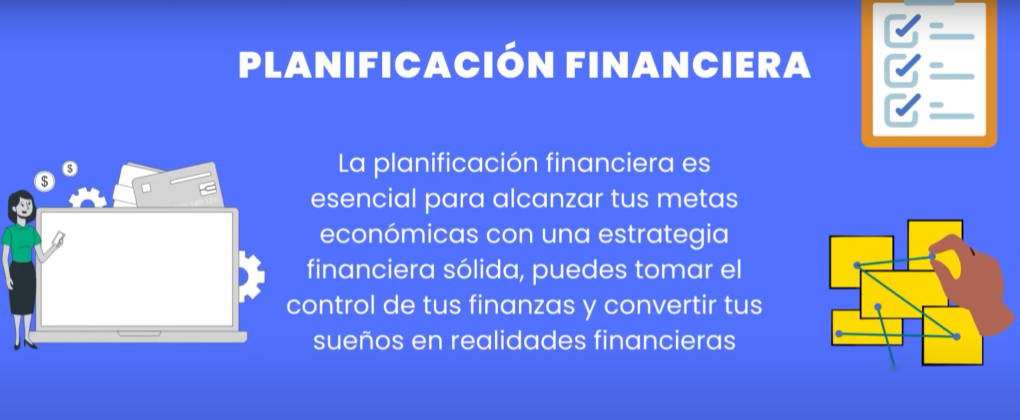 PLANIFICACIÓN FINANCIERA
La planificación financiera es
esencial para alcanzar tus metas
económicas con una estrategia
financiera sólida, puedes tomar el
control de tus finanzas y convertir tus
sueños en realidades financieras
$
$